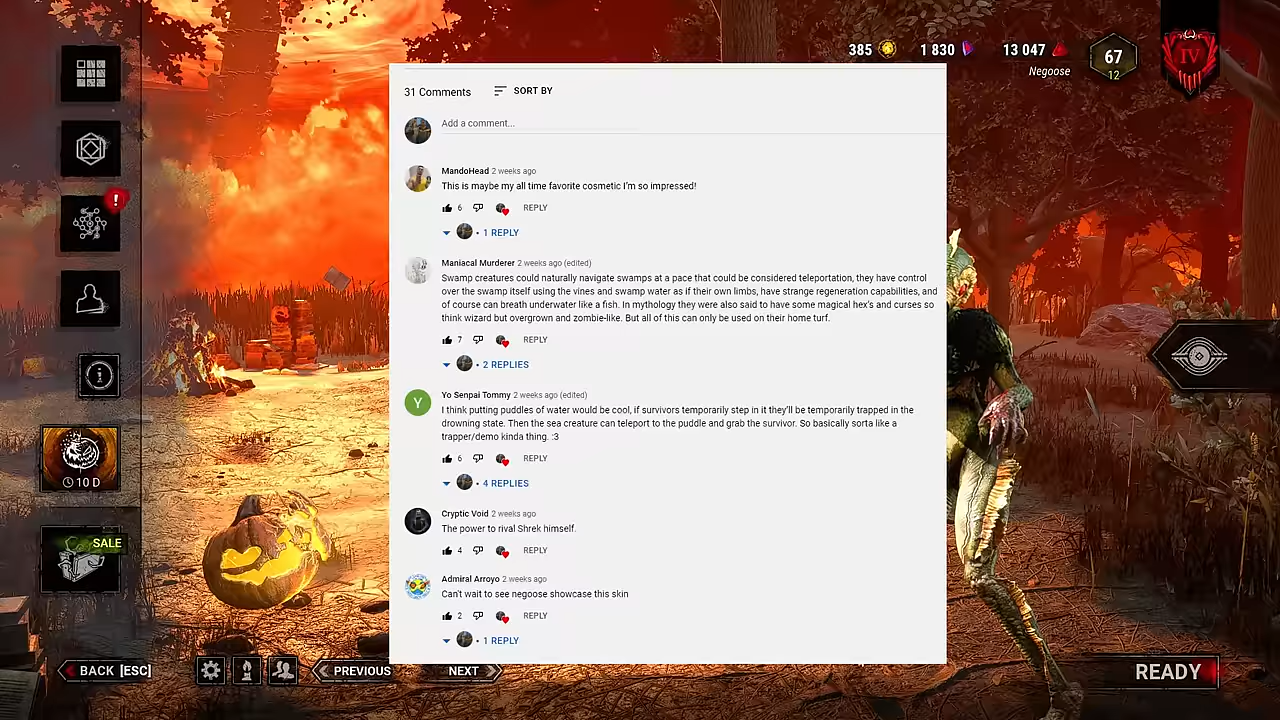 385
1 830
13 047
Negoose
67
12
IV
31 Comments
SORT BY
Add a comment...
MandoHead 2 weeks ago
This is maybe my all time favorite cosmetic I'm so impressed!
6 REPLY
• 1 REPLY
Maniacal Murderer 2 weeks ago (edited)
Swamp creatures could naturally navigate swamps at a pace that could be considered teleportation, they have control
over the swamp itself using the vines and swamp water as if their own limbs, have strange regeneration capabilities, and
of course can breath underwater like a fish. In mythology they were also said to have some magical hex's and curses so
think wizard but overgrown and zombie-like. But all of this can only be used on their home turf.
7 REPLY
• 2 REPLIES
Y
Yo Senpai Tommy 2 weeks ago (edited)
I think putting puddles of water would be cool, if survivors temporarily step in it they'll be temporarily trapped in the
drowning state. Then the sea creature can teleport to the puddle and grab the survivor. So basically sorta like a
trapper/demo kinda thing. :3
6 REPLY
• 4 REPLIES
Cryptic Void 2 weeks ago
The power to rival Shrek himself.
4 REPLY
Admiral Arroyo 2 weeks ago
Can't wait to see negoose showcase this skin
2 REPLY
• 1 REPLY
!
10 D
SALE
BACK [ESC]
PREVIOUS
NEXT
READY